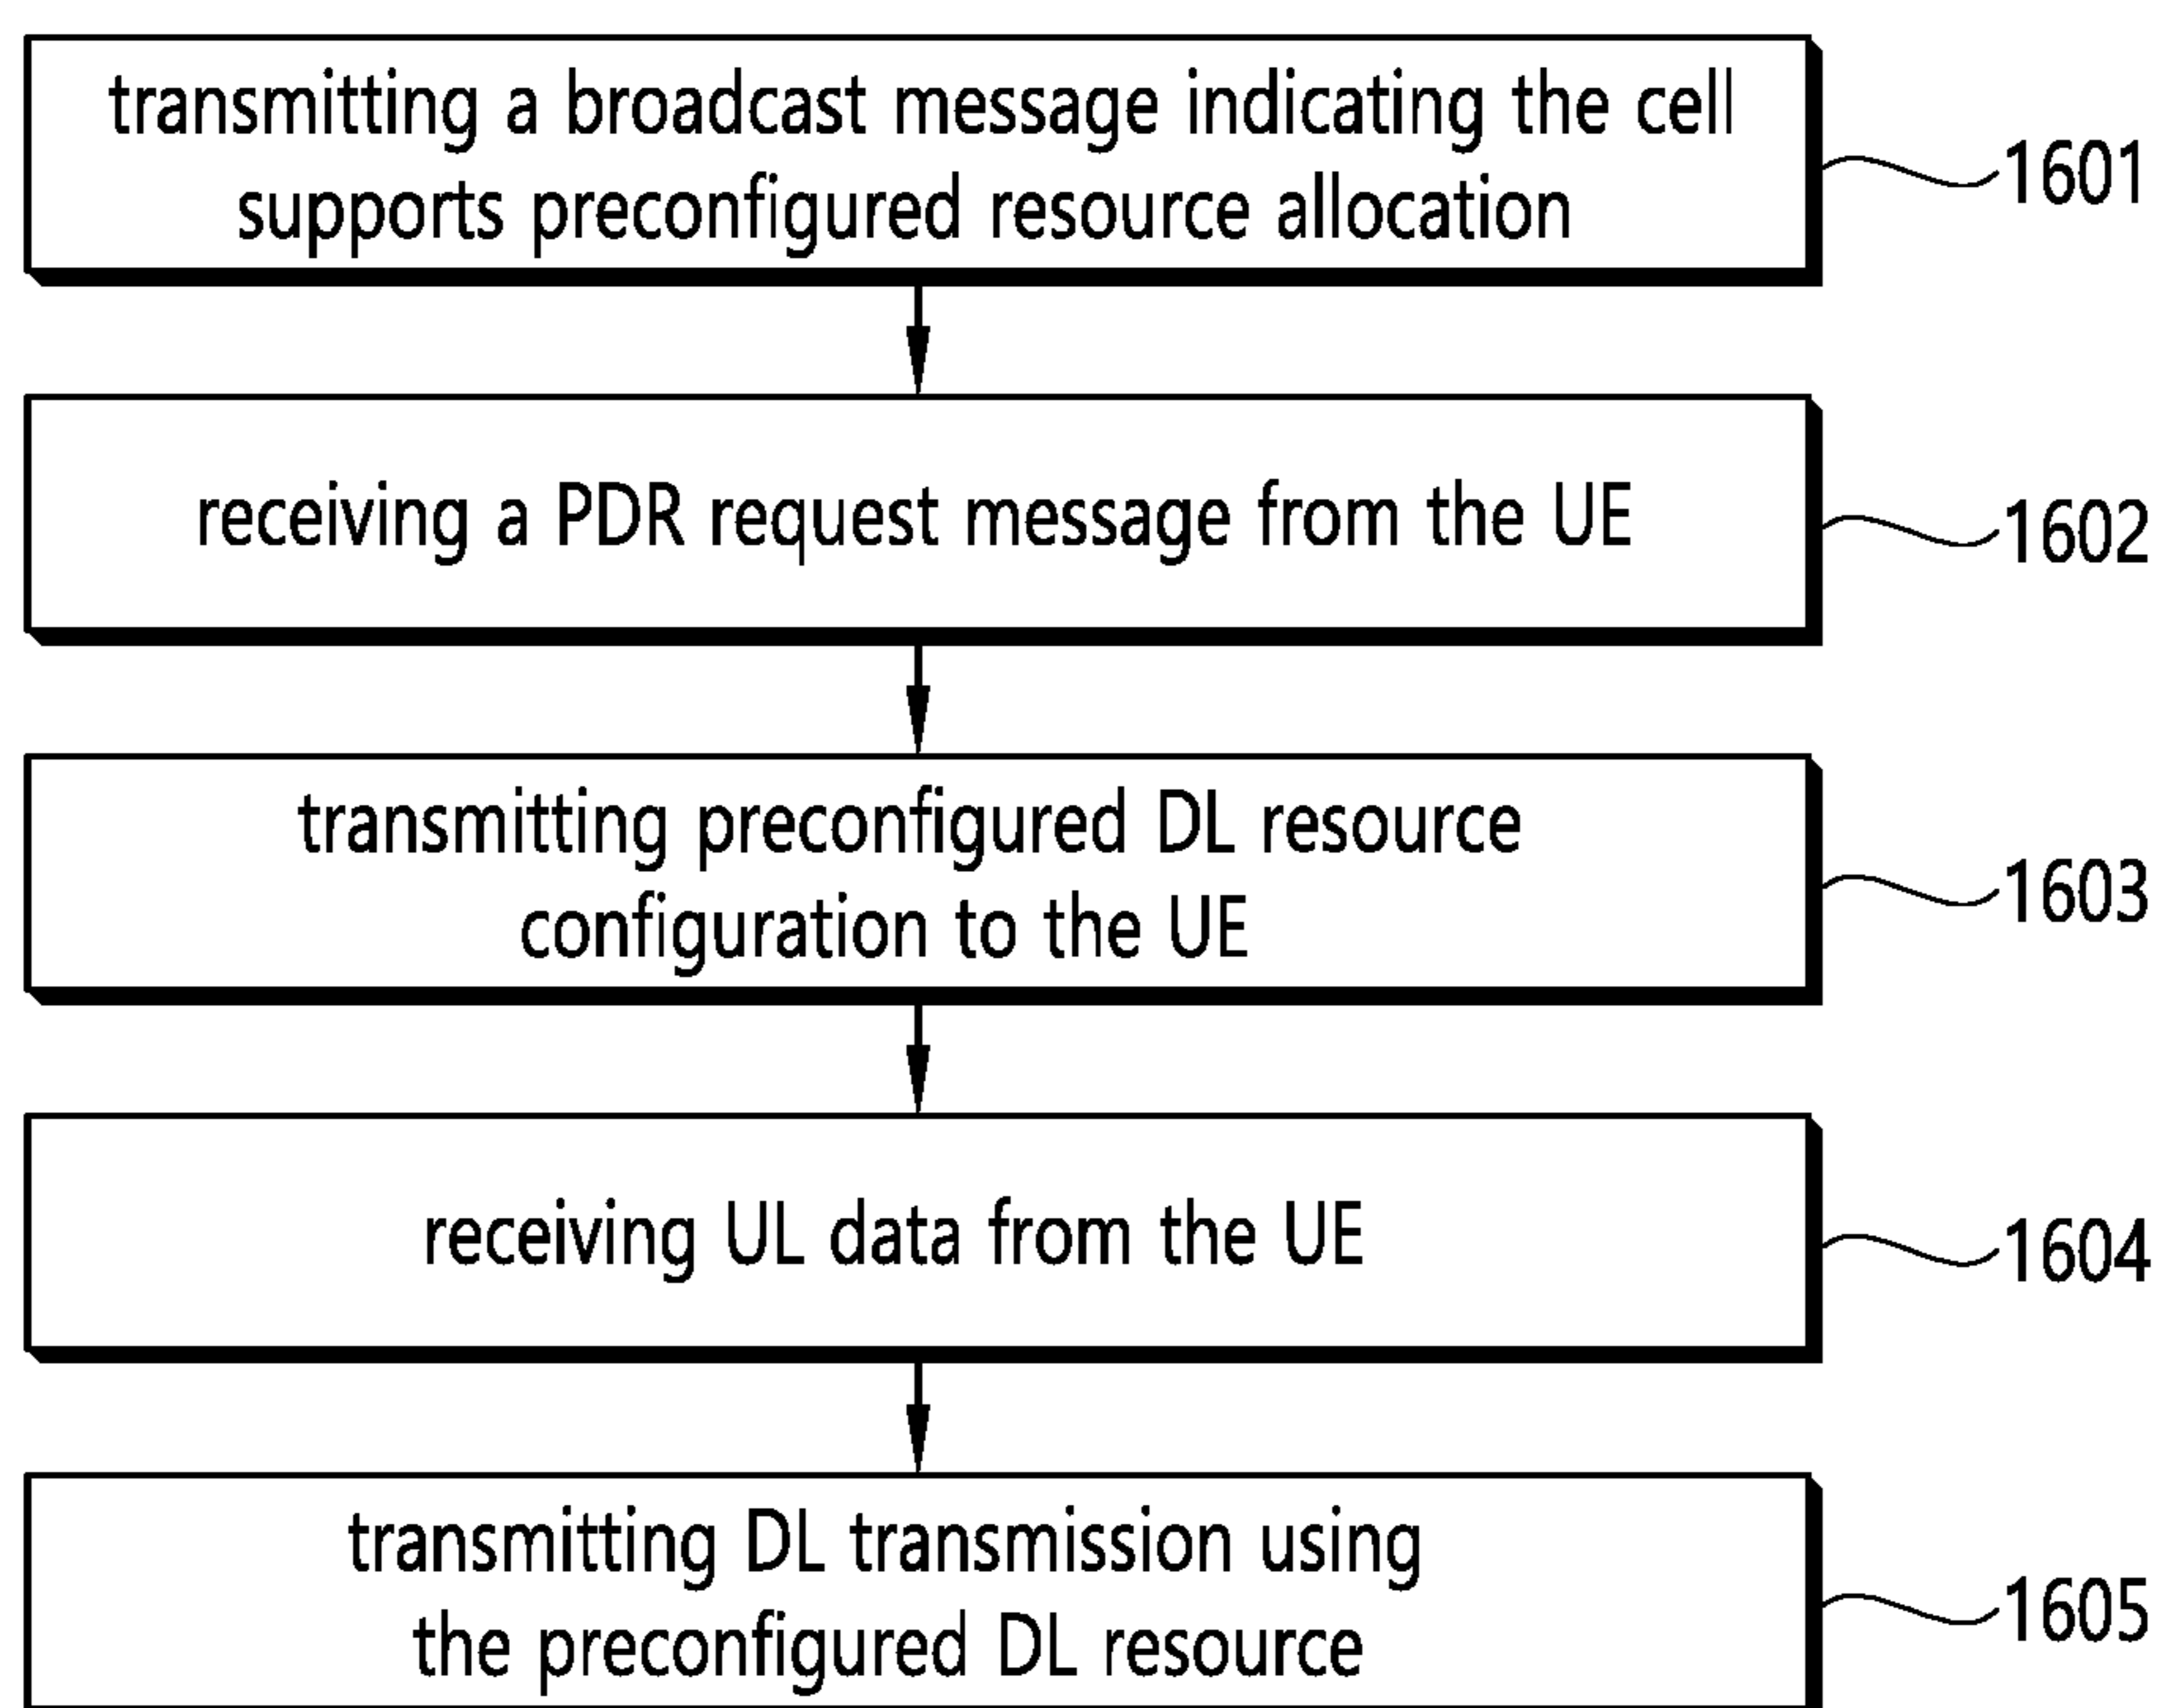 transmitting a broadcast message indicating the cell
supports preconfigured resource allocation
1601
receiving a PDR request message from the UE
1602
transmitting preconfigured DL resource
configuration to the UE
1603
receiving UL data from the UE
1604
transmitting DL transmission using
the preconfigured DL resource
1605